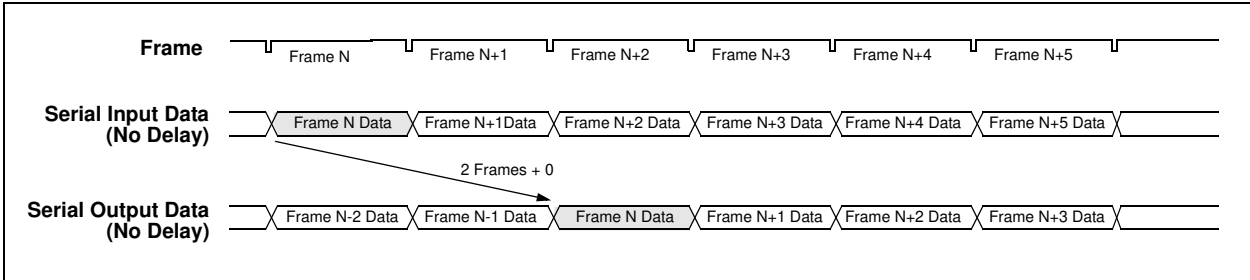 Frame
Frame N
Frame N+1
Frame N+2
Frame N+3
Frame N+4
Frame N+5
Serial Input Data
(No Delay)
Frame N Data
Frame N+1Data
Frame N+2 Data
Frame N+3 Data
Frame N+4 Data
Frame N+5 Data
2 Frames + 0
Serial Output Data
(No Delay)
Frame N-2 Data
Frame N-1 Data
Frame N Data
Frame N+1 Data
Frame N+2 Data
Frame N+3 Data